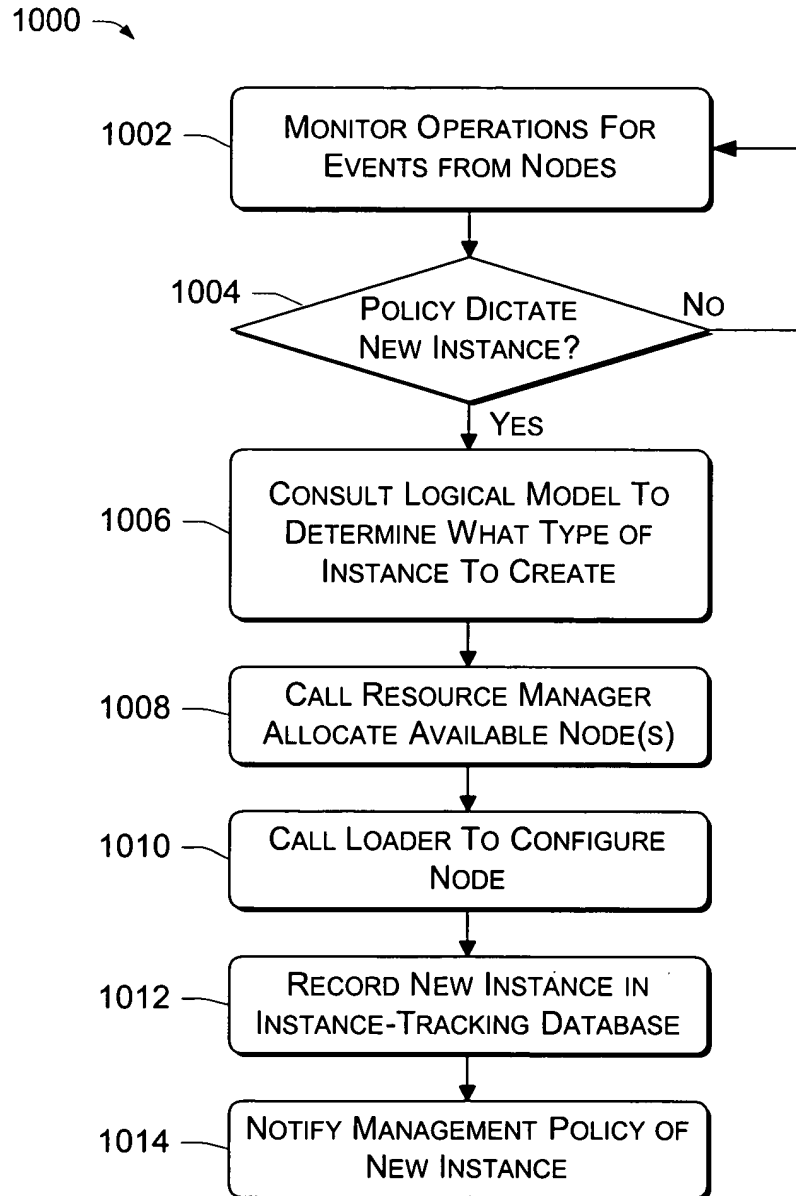 1000
1002
MONITOR OPERATIONS FOR
EVENTS FROM NODES
1004
POLICY DICTATE
NEW INSTANCE?
NO
YES
1006
CONSULT LOGICAL MODEL TO
DETERMINE WHAT TYPE OF
INSTANCE TO CREATE
1008
CALL RESOURCE MANAGER
ALLOCATE AVAILABLE NODE(S)
1010
CALL LOADER TO CONFIGURE
NODE
1012
RECORD NEW INSTANCE IN
INSTANCE-TRACKING DATABASE
1014
NOTIFY MANAGEMENT POLICY OF
NEW INSTANCE